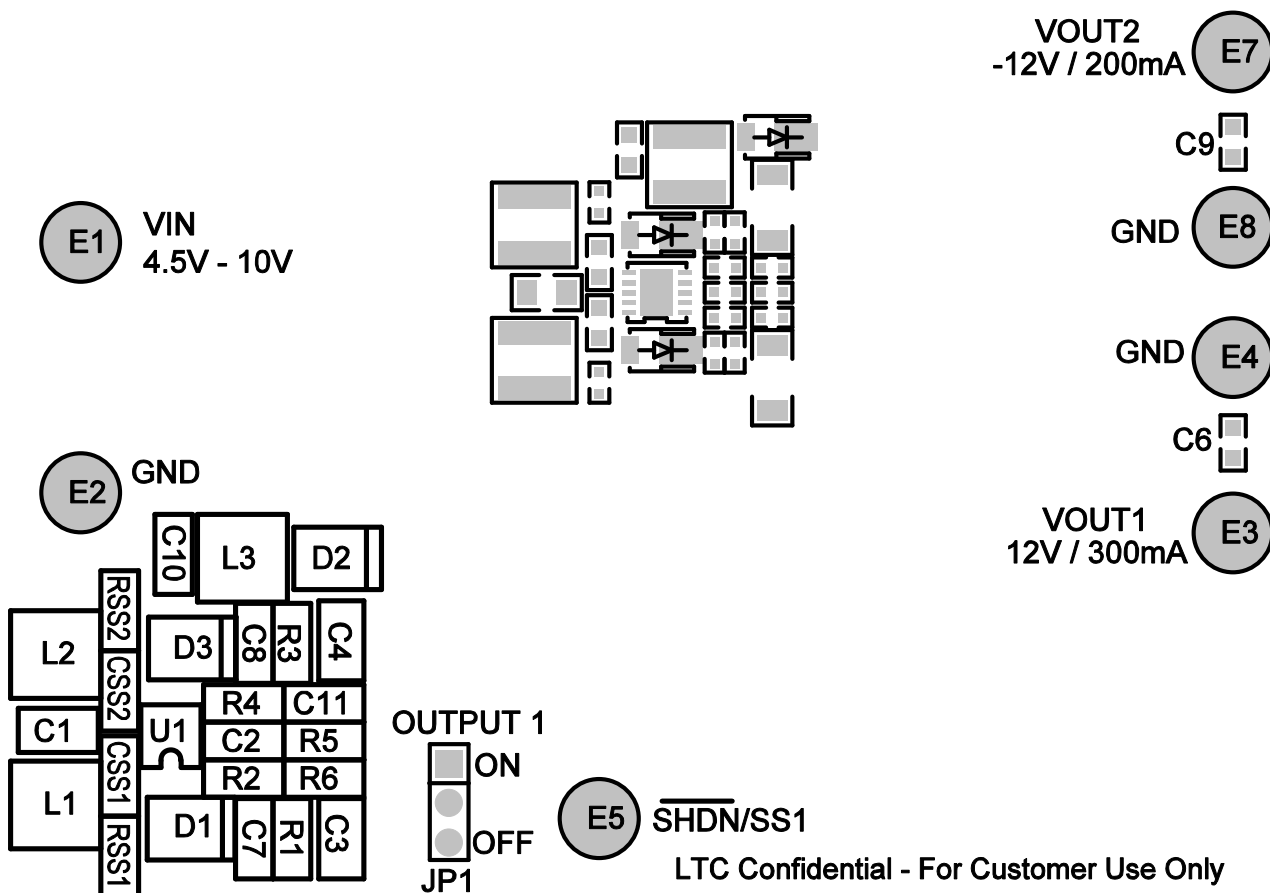 VOUT2
-12V / 200mA
E7
C9
E1
VIN
4.5V - 10V
GND
E8
GND
E4
C6
E2
GND
VOUT1
12V / 300mA
E3
C10
L3
D2
RSS2
L2
D3
C8
R3
C4
CSS2
R4
C11
C1
U1
C2
R5
CSS1
R2
R6
L1
D1
C7
R1
C3
RSS1
OUTPUT 1
ON
OFF
JP1
E5
SHDN/SS1
LTC Confidential - For Customer Use Only